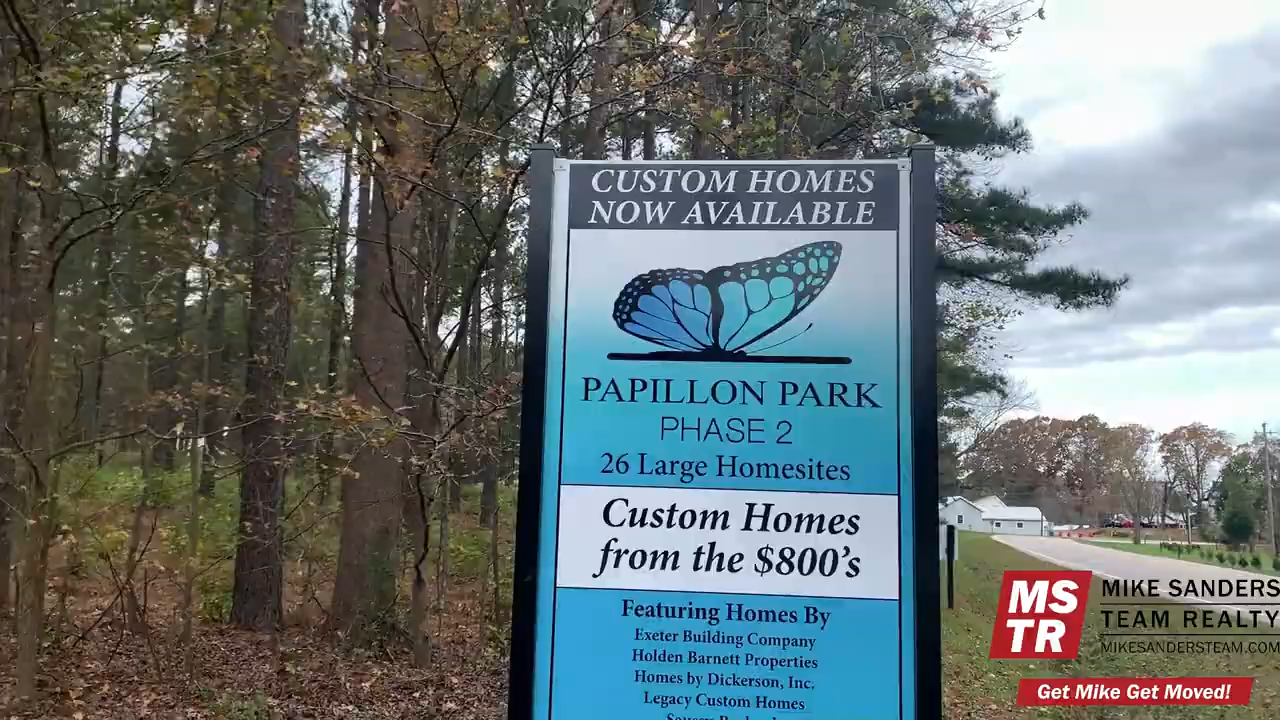 CUSTOM HOMES
NOW AVAILABLE
PAPILLON PARK
PHASE 2
26 Large Homesites
Custom Homes
from the $800's
Featuring Homes By
Exeter Building Company
Holden Barnett Properties
Homes by Dickerson, Inc.
Legacy Custom Homes
MS
TR
MIKE SANDERS
TEAM REALTY
MIKESANDERSTEAM.COM
Get Mike Get Moved!